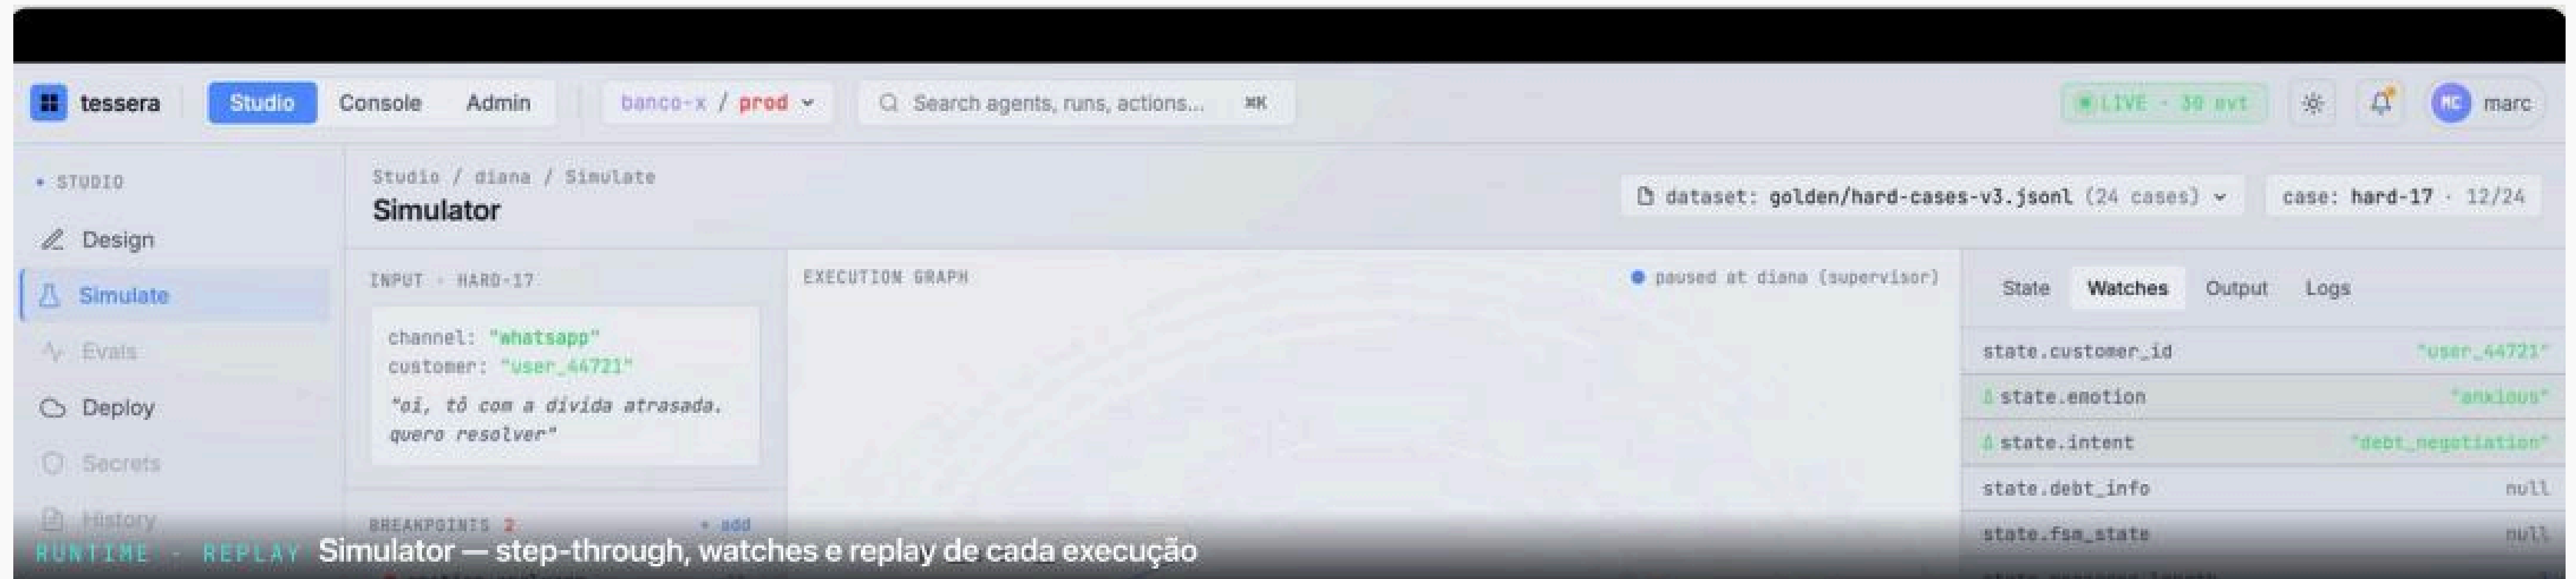 tessera
Studio
Console
Admin
banco-x / prod
Search agents, runs, actions...
⌘K
LIVE · 30 evt
MC
marc
• STUDIO
Design
Simulate
Evals
Deploy
Secrets
History
Studio / diana / Simulate
Simulator
dataset: golden/hard-cases-v3.jsonl (24 cases)
case: hard-17 · 12/24
INPUT · HARD-17
channel: "whatsapp"
customer: "user_44721"
"oi, tô com a dívida atrasada.
quero resolver"
BREAKPOINTS 2
+ add
EXECUTION GRAPH
paused at diana (supervisor)
State
Watches
Output
Logs
state.customer_id "user_44721"
Δ state.emotion "anxious"
Δ state.intent "debt_negotiation"
state.debt_info null
state.fsm_state null
RUNTIME · REPLAY
Simulator — step-through, watches e replay de cada execução